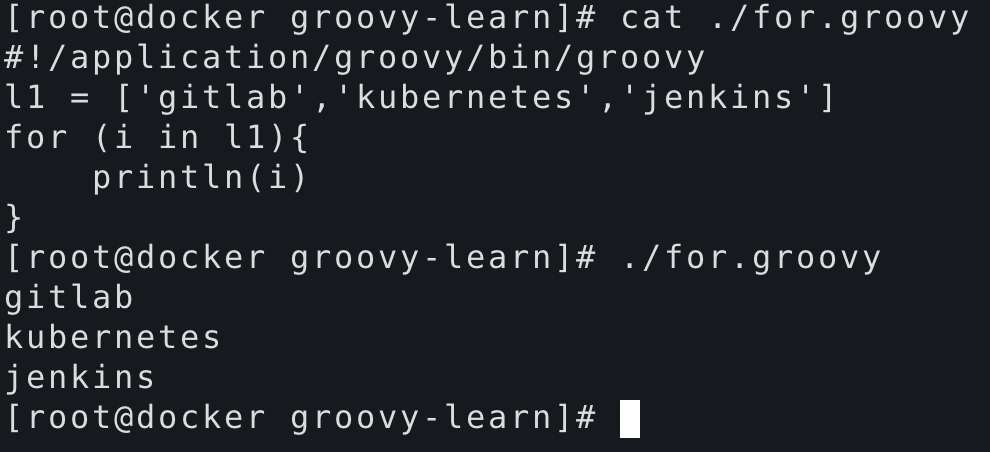 [root@docker groovy-learn]# cat ./for.groovy
#!/application/groovy/bin/groovy
l1 = ['gitlab','kubernetes','jenkins']
for (i in l1){
    println(i)
}
[root@docker groovy-learn]# ./for.groovy
gitlab
kubernetes
jenkins
[root@docker groovy-learn]#